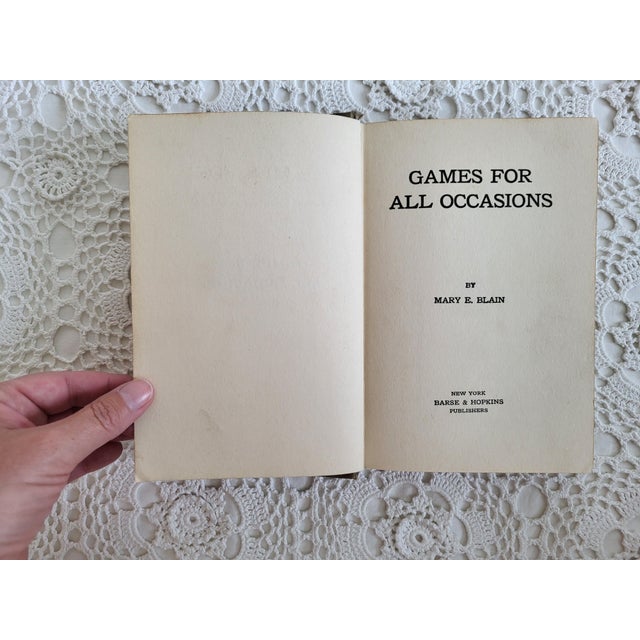 GAMES FOR
ALL OCCASIONS
BY
MARY E. BLAIN
NEW YORK
BARSE & HOPKINS
PUBLISHERS